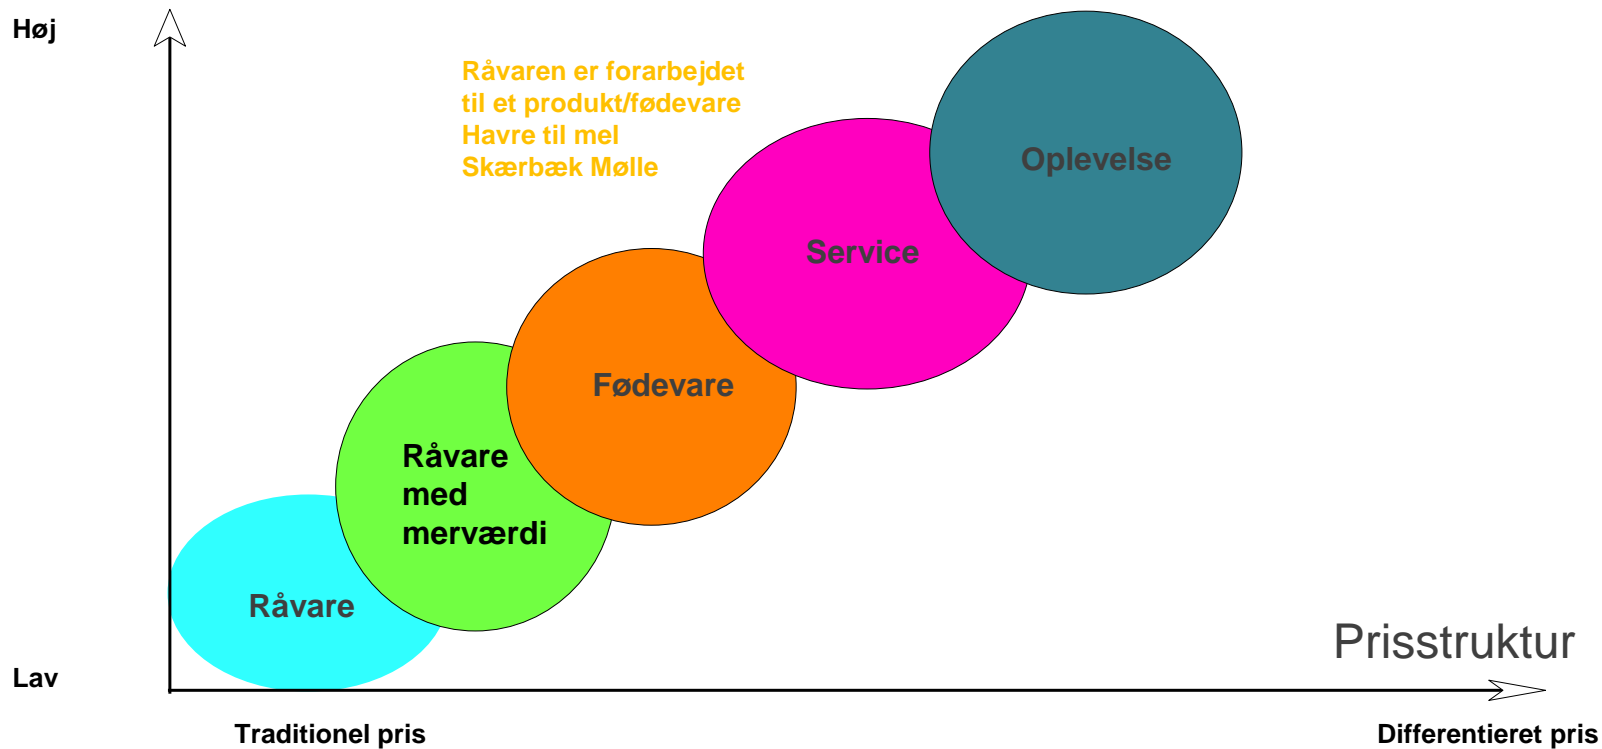 Høj
Råvaren er forarbejdet
til et produkt/fødevare
Havre til mel
Skærbæk Mølle
Oplevelse
Service
Fødevare
Råvare
med
merværdi
Råvare
Prisstruktur
Lav
Traditionel pris
Differentieret pris